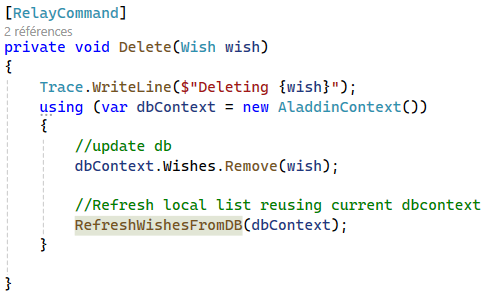 [RelayCommand]
2 références
private void Delete(Wish wish)
{
Trace.WriteLine($"Deleting {wish}");
using (var dbContext = new AladdinContext())
{
//update db
dbContext.Wishes.Remove(wish);
//Refresh local list reusing current dbcontext
RefreshWishesFromDB(dbContext);
}
}